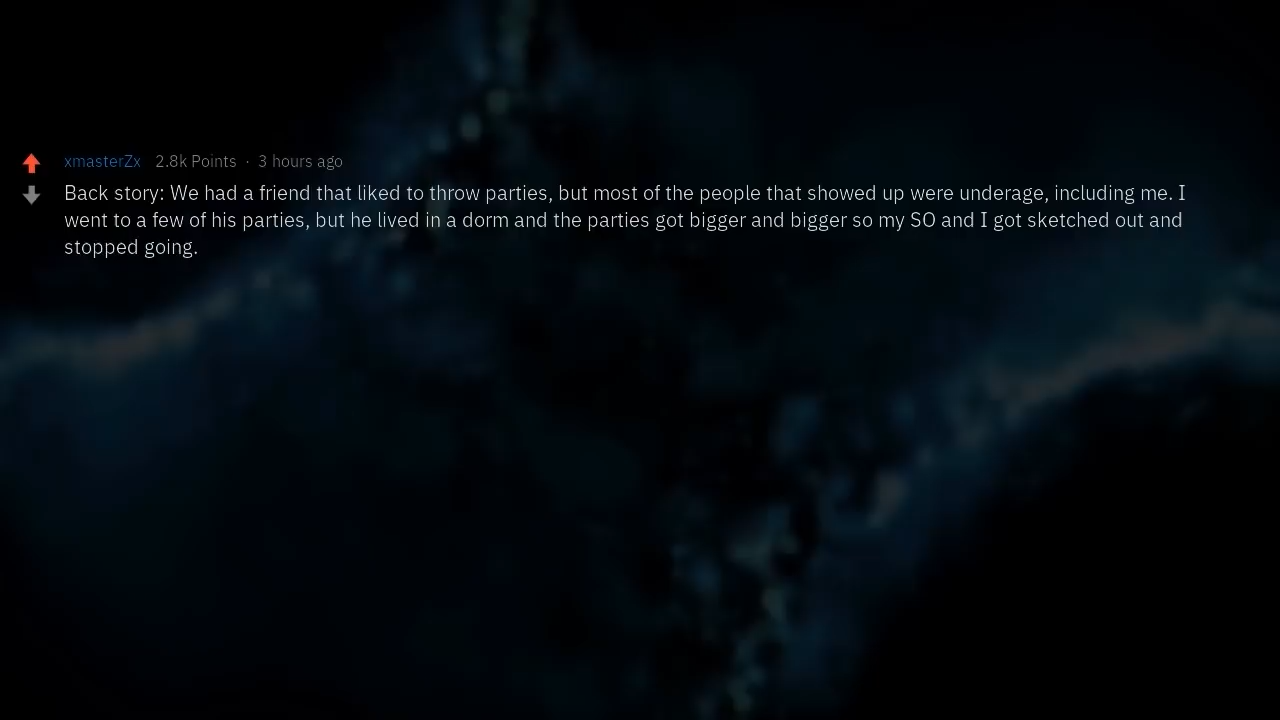 xmasterZx 2.8k Points · 3 hours ago
Back story: We had a friend that liked to throw parties, but most of the people that showed up were underage, including me. I
went to a few of his parties, but he lived in a dorm and the parties got bigger and bigger so my SO and I got sketched out and
stopped going.